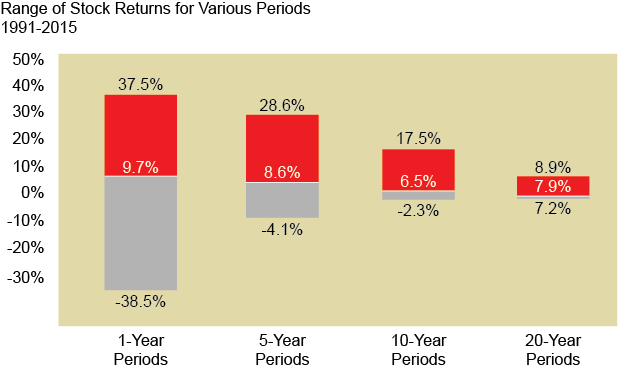 Range of Stock Returns for Various Periods
1991-2015
50%
40%
30%
20%
10%
0%
-10%
-20%
-30%
37.5%
9.7%
-38.5%
28.6%
8.6%
-4.1%
17.5%
6.5%
-2.3%
8.9%
7.9%
7.2%
1-Year
Periods
5-Year
Periods
10-Year
Periods
20-Year
Periods